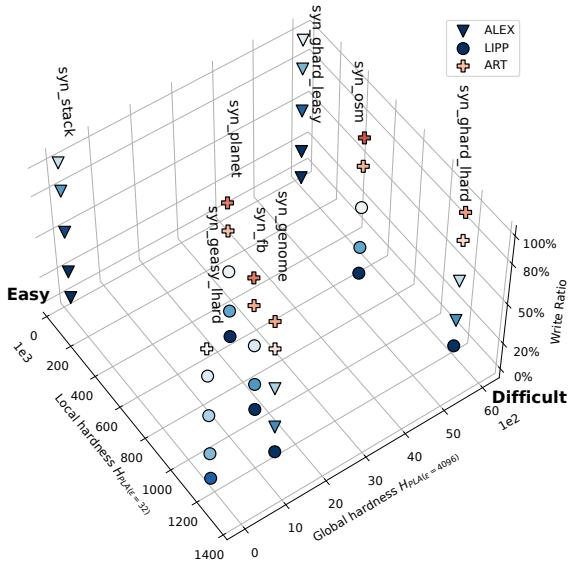 ALEX
LIPP
ART
syn_stack
syn_planet
syn_geasy_lhard
syn_fb
syn_genome
syn_ghard_leasy
syn_osm
syn_ghard_lhard
Easy
Difficult
0
200
400
600
800
1000
1200
1400
1e3
Local hardness H_PLA(ε = 32)
0
10
20
30
40
50
60
1e2
Global hardness H_PLA(ε = 4096)
100%
80%
50%
20%
0%
Write Ratio